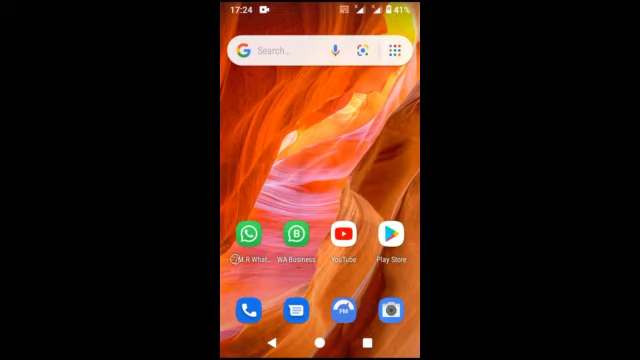 17:24
41%
Search...
M.R What...
WA Business
YouTube
Play Store
FM